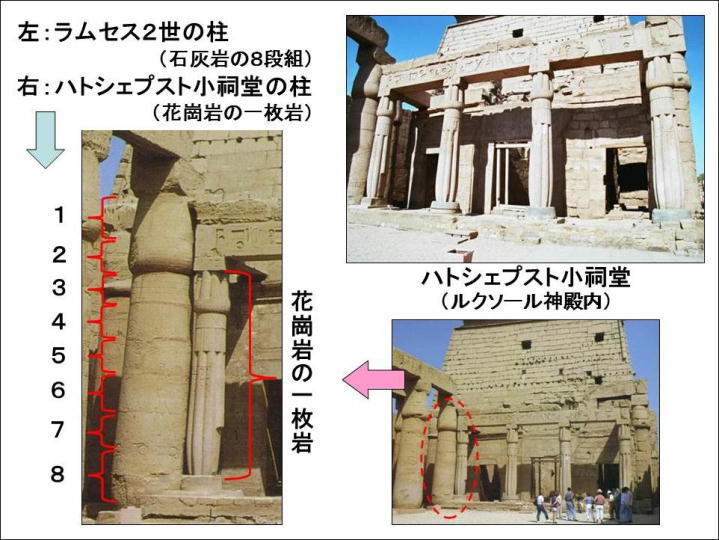 左：ラムセス２世の柱
（石灰岩の８段組）
右：ハトシェプスト小祠堂の柱
（花崗岩の一枚岩）
1
2
3
4
5
6
7
8
花崗岩の一枚岩
ハトシェプスト小祠堂
（ルクソール神殿内）